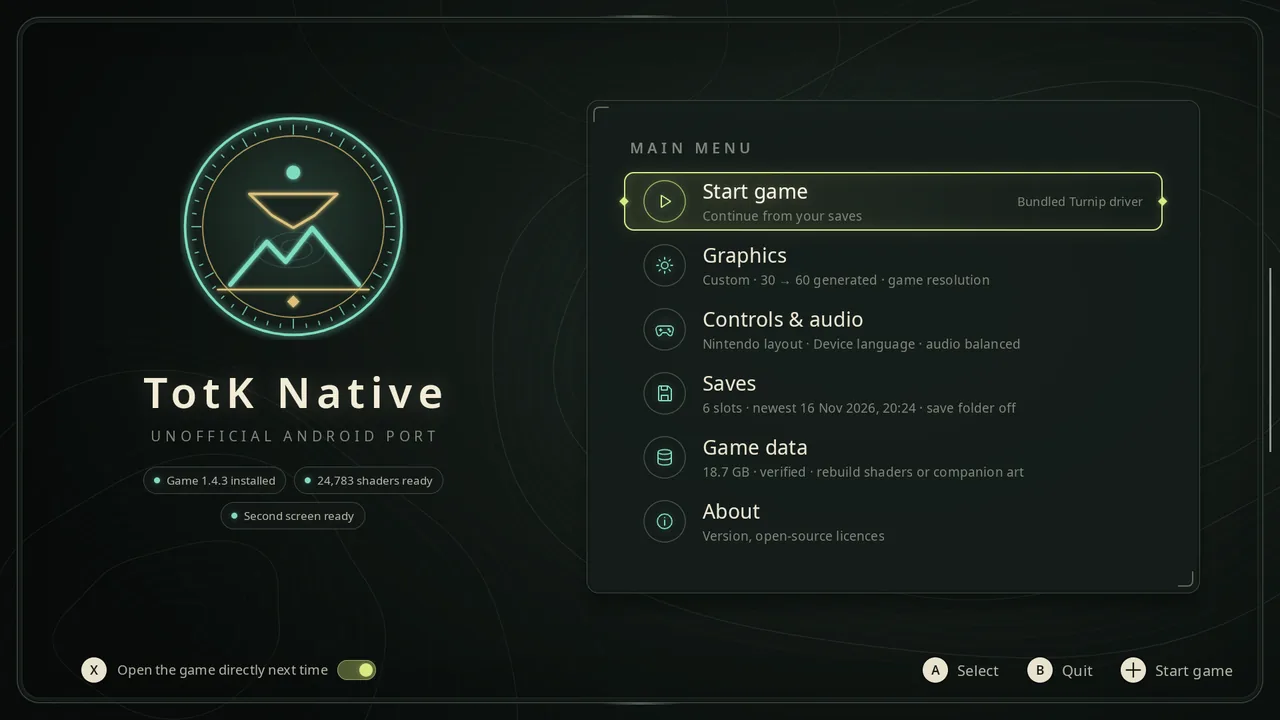 TotK Native
UNOFFICIAL ANDROID PORT
Game 1.4.3 installed
24,783 shaders ready
Second screen ready
MAIN MENU
Start game
Continue from your saves
Bundled Turnip driver
Graphics
Custom · 30 → 60 generated · game resolution
Controls & audio
Nintendo layout · Device language · audio balanced
Saves
6 slots · newest 16 Nov 2026, 20:24 · save folder off
Game data
18.7 GB · verified · rebuild shaders or companion art
About
Version, open-source licences
X Open the game directly next time
A Select
B Quit
+ Start game